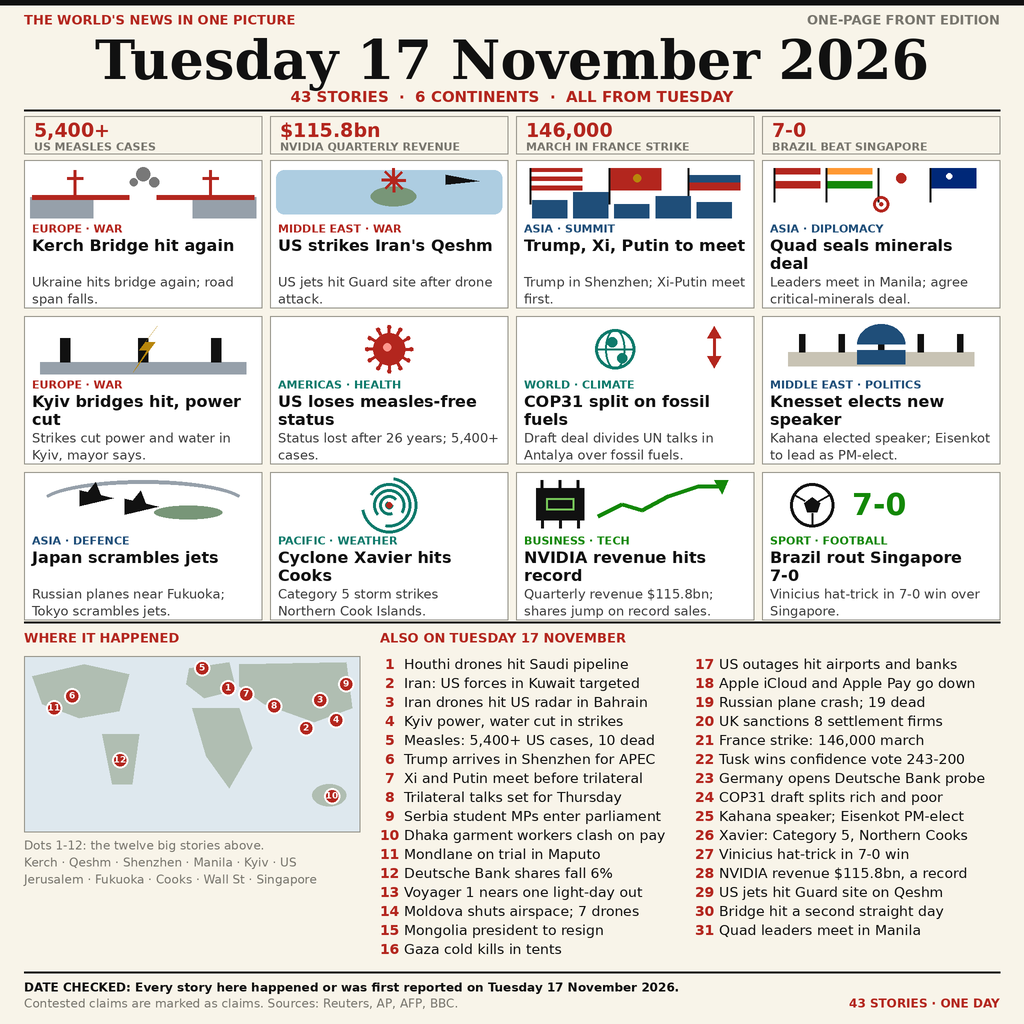 THE WORLD'S NEWS IN ONE PICTURE
ONE-PAGE FRONT EDITION
Tuesday 17 November 2026
43 STORIES · 6 CONTINENTS · ALL FROM TUESDAY
5,400+
US MEASLES CASES
$115.8bn
NVIDIA QUARTERLY REVENUE
146,000
MARCH IN FRANCE STRIKE
7-0
BRAZIL BEAT SINGAPORE
EUROPE · WAR
Kerch Bridge hit again
Ukraine hits bridge again; road
span falls.
MIDDLE EAST · WAR
US strikes Iran's Qeshm
US jets hit Guard site after drone
attack.
ASIA · SUMMIT
Trump, Xi, Putin to meet
Trump in Shenzhen; Xi-Putin meet
first.
ASIA · DIPLOMACY
Quad seals minerals
deal
Leaders meet in Manila; agree
critical-minerals deal.
EUROPE · WAR
Kyiv bridges hit, power
cut
Strikes cut power and water in
Kyiv, mayor says.
AMERICAS · HEALTH
US loses measles-free
status
Status lost after 26 years; 5,400+
cases.
WORLD · CLIMATE
COP31 split on fossil
fuels
Draft deal divides UN talks in
Antalya over fossil fuels.
MIDDLE EAST · POLITICS
Knesset elects new
speaker
Kahana elected speaker; Eisenkot
to lead as PM-elect.
ASIA · DEFENCE
Japan scrambles jets
Russian planes near Fukuoka;
Tokyo scrambles jets.
PACIFIC · WEATHER
Cyclone Xavier hits
Cooks
Category 5 storm strikes
Northern Cook Islands.
BUSINESS · TECH
NVIDIA revenue hits
record
Quarterly revenue $115.8bn;
shares jump on record sales.
7-0
SPORT · FOOTBALL
Brazil rout Singapore
7-0
Vinicius hat-trick in 7-0 win over
Singapore.
WHERE IT HAPPENED
5
9
1
7
6
3
11
8
4
2
12
10
Dots 1-12: the twelve big stories above.
Kerch · Qeshm · Shenzhen · Manila · Kyiv · US
Jerusalem · Fukuoka · Cooks · Wall St · Singapore
ALSO ON TUESDAY 17 NOVEMBER
1 Houthi drones hit Saudi pipeline
2 Iran: US forces in Kuwait targeted
3 Iran drones hit US radar in Bahrain
4 Kyiv power, water cut in strikes
5 Measles: 5,400+ US cases, 10 dead
6 Trump arrives in Shenzhen for APEC
7 Xi and Putin meet before trilateral
8 Trilateral talks set for Thursday
9 Serbia student MPs enter parliament
10 Dhaka garment workers clash on pay
11 Mondlane on trial in Maputo
12 Deutsche Bank shares fall 6%
13 Voyager 1 nears one light-day out
14 Moldova shuts airspace; 7 drones
15 Mongolia president to resign
16 Gaza cold kills in tents
17 US outages hit airports and banks
18 Apple iCloud and Apple Pay go down
19 Russian plane crash; 19 dead
20 UK sanctions 8 settlement firms
21 France strike: 146,000 march
22 Tusk wins confidence vote 243-200
23 Germany opens Deutsche Bank probe
24 COP31 draft splits rich and poor
25 Kahana speaker; Eisenkot PM-elect
26 Xavier: Category 5, Northern Cooks
27 Vinicius hat-trick in 7-0 win
28 NVIDIA revenue $115.8bn, a record
29 US jets hit Guard site on Qeshm
30 Bridge hit a second straight day
31 Quad leaders meet in Manila
DATE CHECKED: Every story here happened or was first reported on Tuesday 17 November 2026.
Contested claims are marked as claims. Sources: Reuters, AP, AFP, BBC.
43 STORIES · ONE DAY